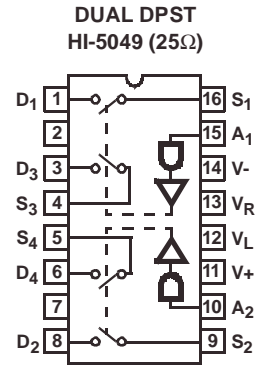 DUAL DPST
HI-5049 (25Ω)
D1 1 16 S1
2 15 A1
D3 3 14 V-
S3 4 13 VR
S4 5 12 VL
D4 6 11 V+
7 10 A2
D2 8 9 S2